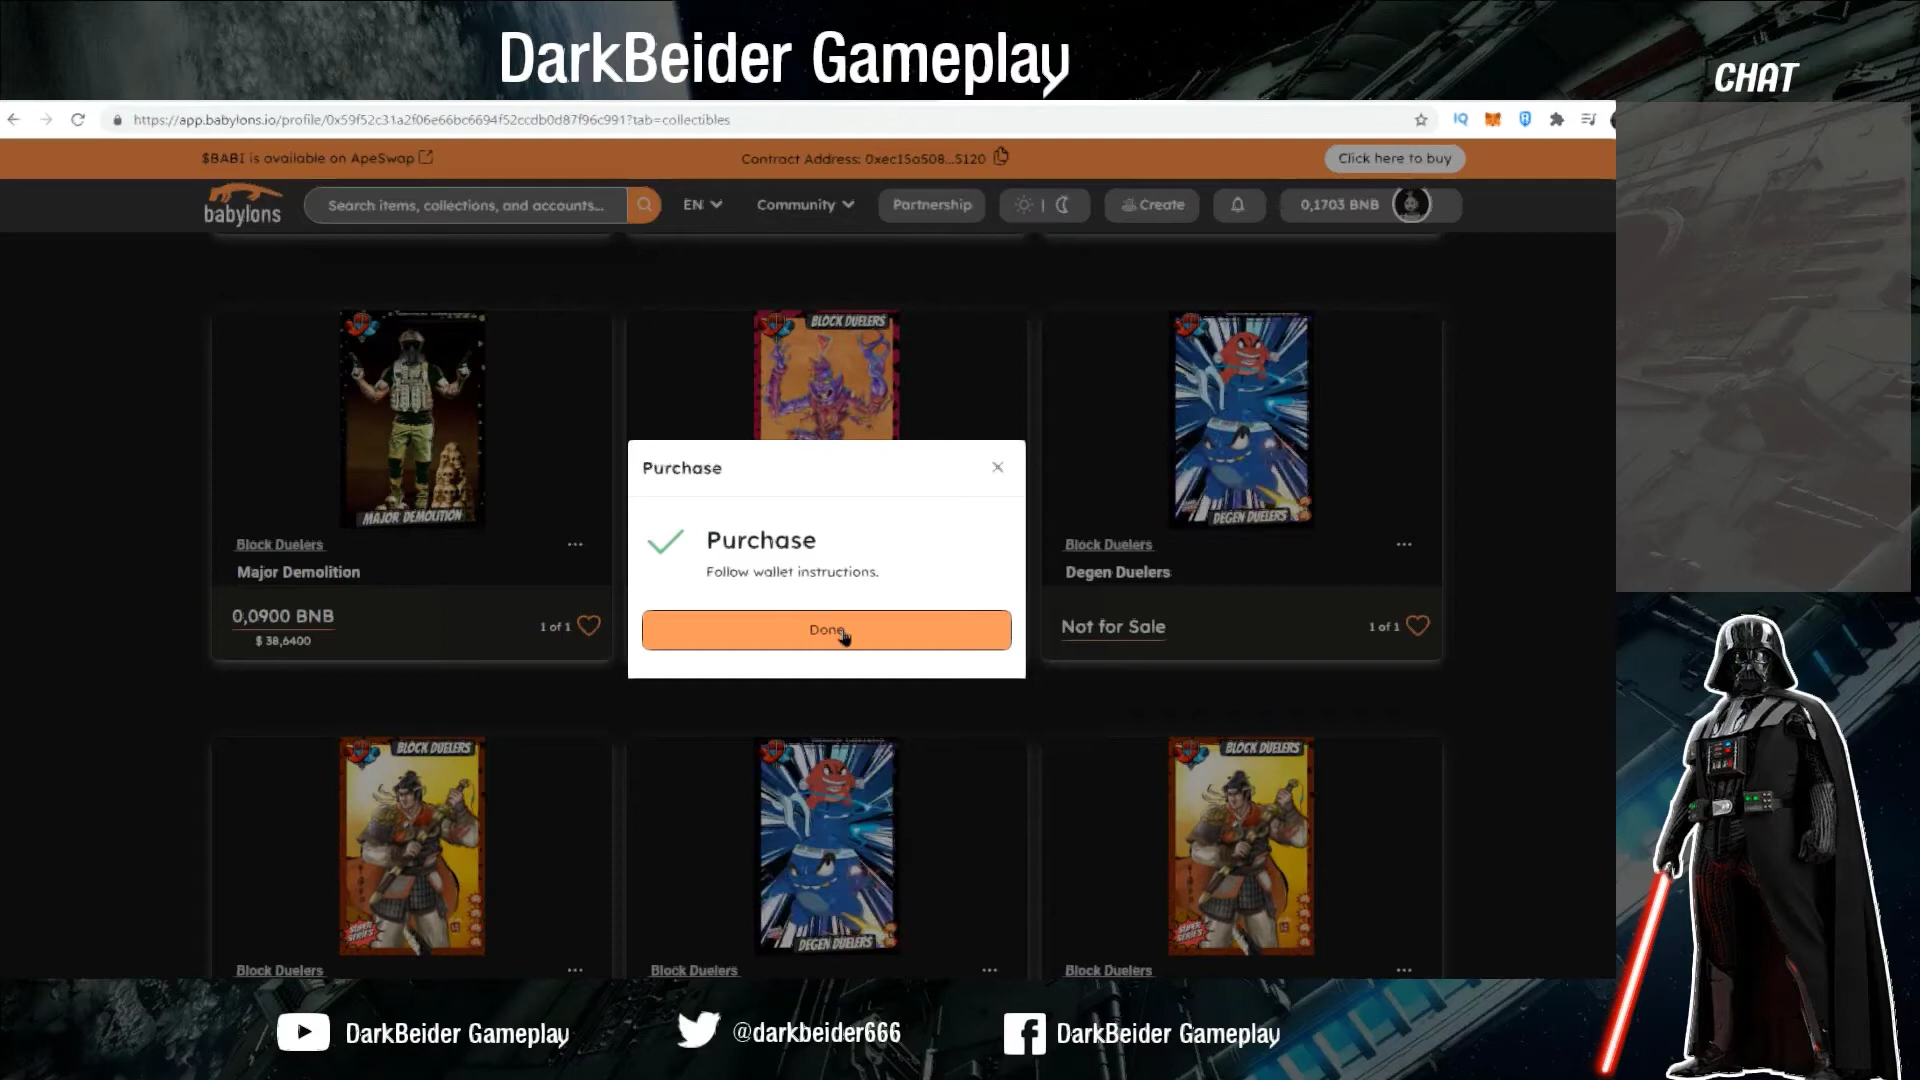 DarkBeider Gameplay
CHAT
https://app.babylons.io/profile/0x59f52c31a2f06e66bc6694f52ccdb0d87f96c991?tab=collectibles
$BABI is available on ApeSwap
Contract Address: 0xec15a508...5120
Click here to buy
babylons
Search items, collections, and accounts...
EN
Community
Partnership
Create
0,1703 BNB
BLOCK DUELERS
MAJOR DEMOLITION
DEGEN DUELERS
Block Duelers
Major Demolition
0,0900 BNB
$ 38,6400
1 of 1
Purchase
Purchase
Follow wallet instructions.
Done
Block Duelers
Degen Duelers
Not for Sale
1 of 1
BLOCK DUELERS
SUPER SERIES
DEGEN DUELERS
BLOCK DUELERS
SUPER SERIES
Block Duelers
Block Duelers
Block Duelers
DarkBeider Gameplay
@darkbeider666
DarkBeider Gameplay